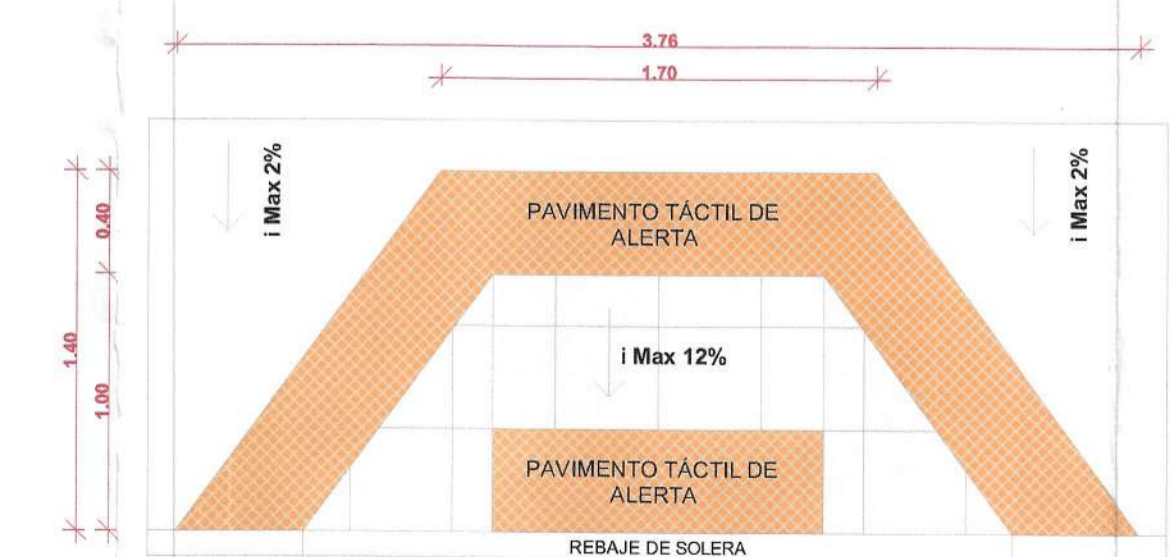 3.76
1.70
i Max 2%
i Max 2%
0.40
1.40
1.00
PAVIMENTO TÁCTIL DE
ALERTA
i Max 12%
PAVIMENTO TÁCTIL DE
ALERTA
REBAJE DE SOLERA